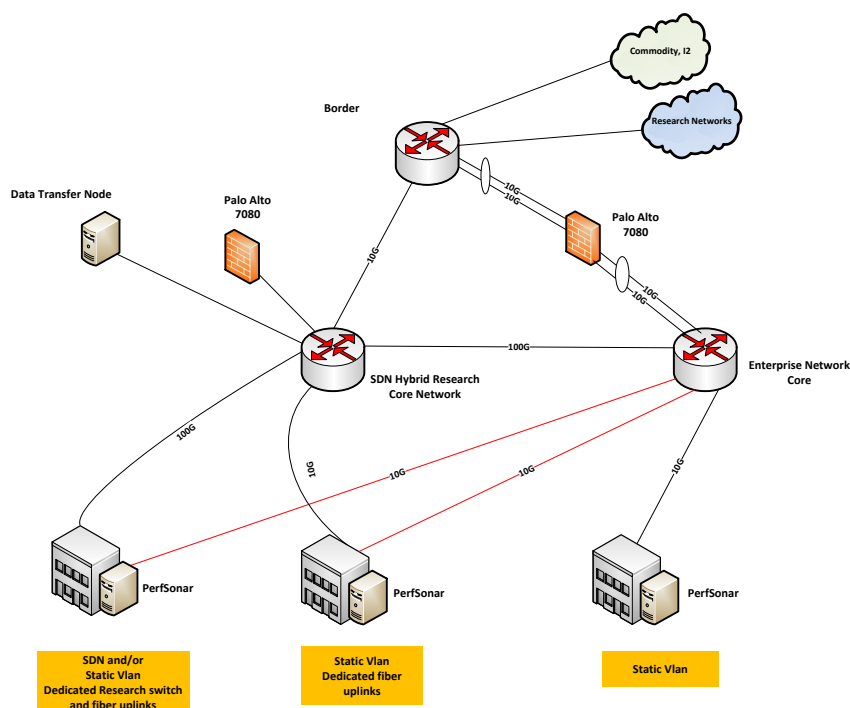 Commodity, I2
Border
Research Networks
10G
10G
Data Transfer Node
Palo Alto
7080
Palo Alto
7080
10G
10G
10G
100G
SDN Hybrid Research
Core Network
Enterprise Network
Core
100G
10G
10G
10G
10G
PerfSonar
PerfSonar
PerfSonar
SDN and/or
Static Vlan
Dedicated Research switch
and fiber uplinks
Static Vlan
Dedicated fiber
uplinks
Static Vlan